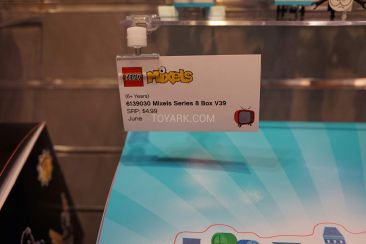 LEGO Mixels
(6+ Years)
6139030 Mixels Series 8 Box V39
SRP: $4.99
TOYARK.COM
June